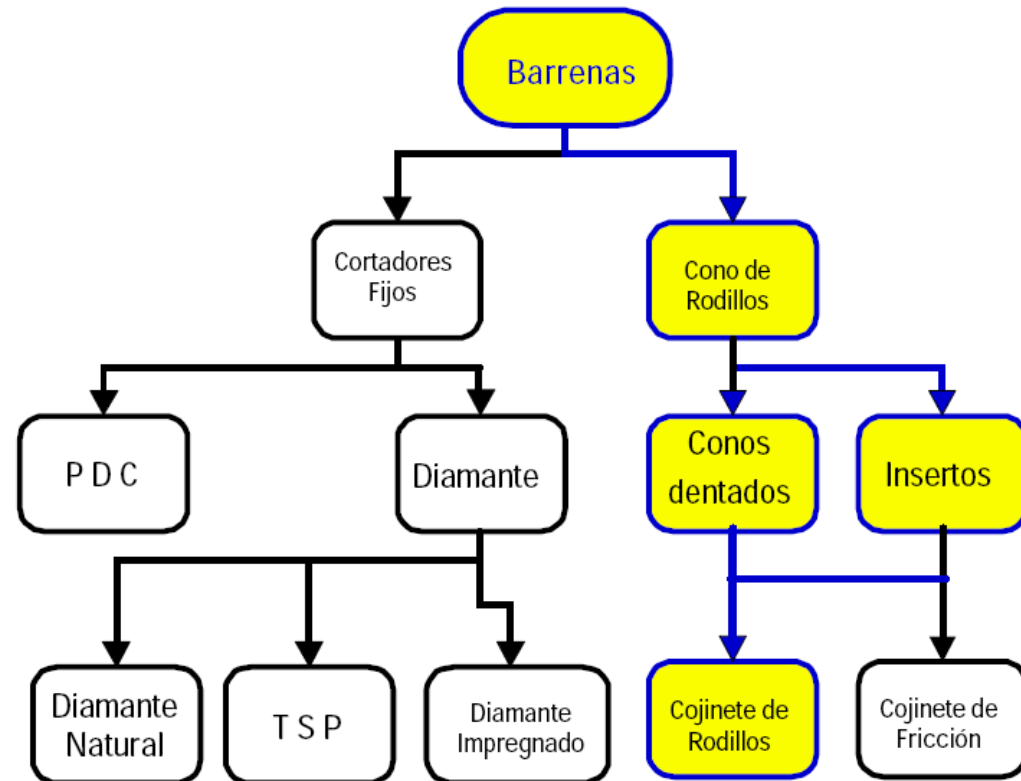 Barrenas
Cortadores
Fijos
Cono de
Rodillos
P D C
Diamante
Conos
dentados
Insertos
Diamante
Natural
T S P
Diamante
Impregnado
Cojinete de
Rodillos
Cojinete de
Fricción